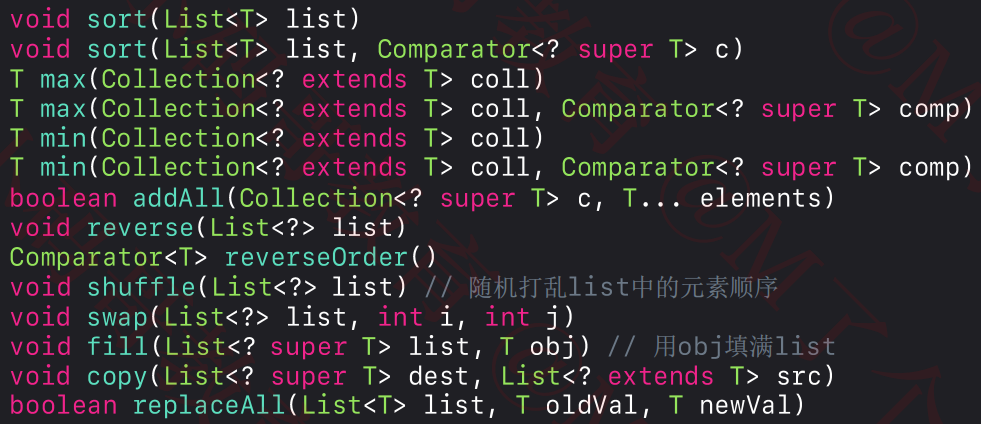 void sort(List<T> list)
void sort(List<T> list, Comparator<? super T> c)
T max(Collection<? extends T> coll)
T max(Collection<? extends T> coll, Comparator<? super T> comp)
T min(Collection<? extends T> coll)
T min(Collection<? extends T> coll, Comparator<? super T> comp)
boolean addAll(Collection<? super T> c, T... elements)
void reverse(List<?> list)
Comparator<T> reverseOrder()
void shuffle(List<?> list) // 随机打乱list中的元素顺序
void swap(List<?> list, int i, int j)
void fill(List<? super T> list, T obj) // 用obj填满list
void copy(List<? super T> dest, List<? extends T> src)
boolean replaceAll(List<T> list, T oldVal, T newVal)